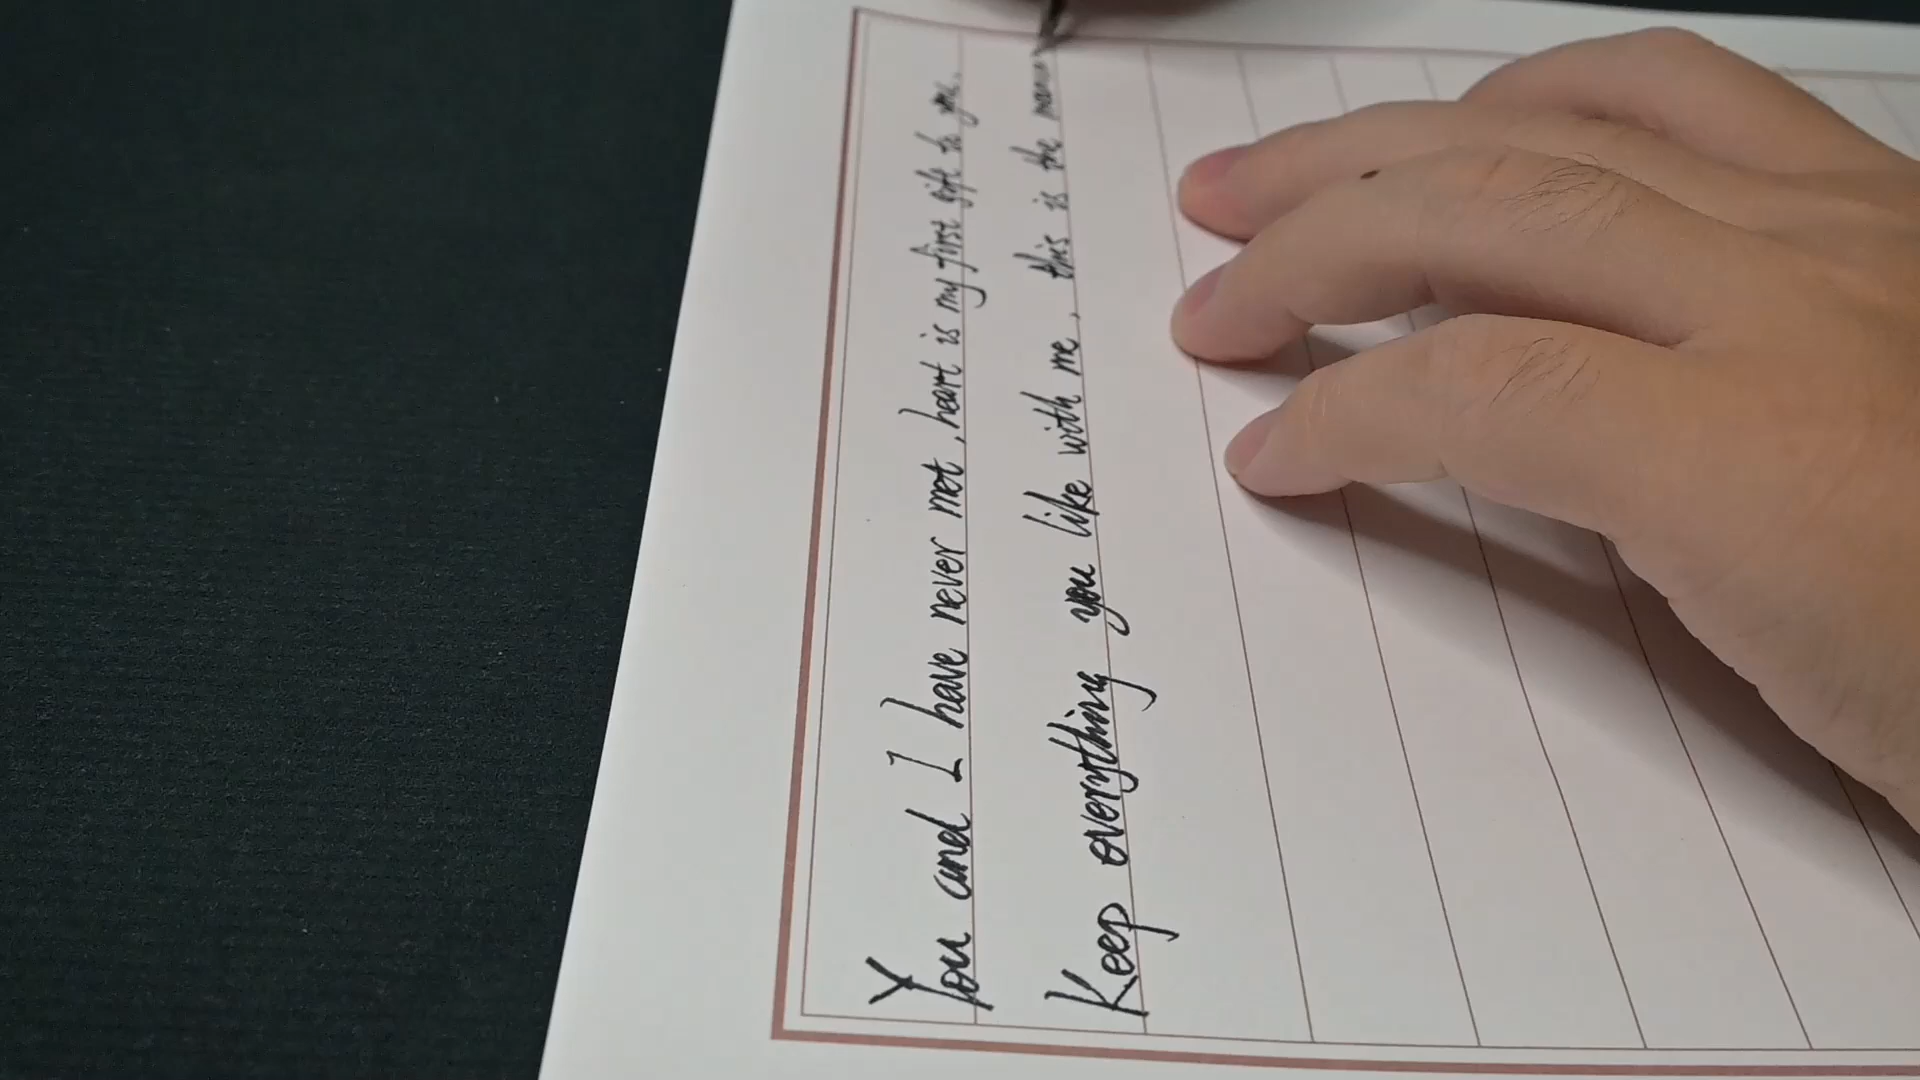 You and I have never met, heart is my first gift to you.
Keep everything you like with me, this is the